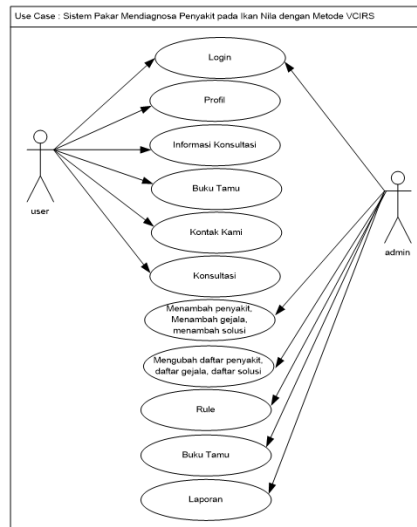 Use Case : Sistem Pakar Mendiagnosa Penyakit pada Ikan Nila dengan Metode VCIRS
Login
Profil
Informasi Konsultasi
Buku Tamu
Kontak Kami
Konsultasi
user
admin
Menambah penyakit,
Menambah gejala,
menambah solusi
Mengubah daftar penyakit,
daftar gejala, daftar solusi
Rule
Buku Tamu
Laporan